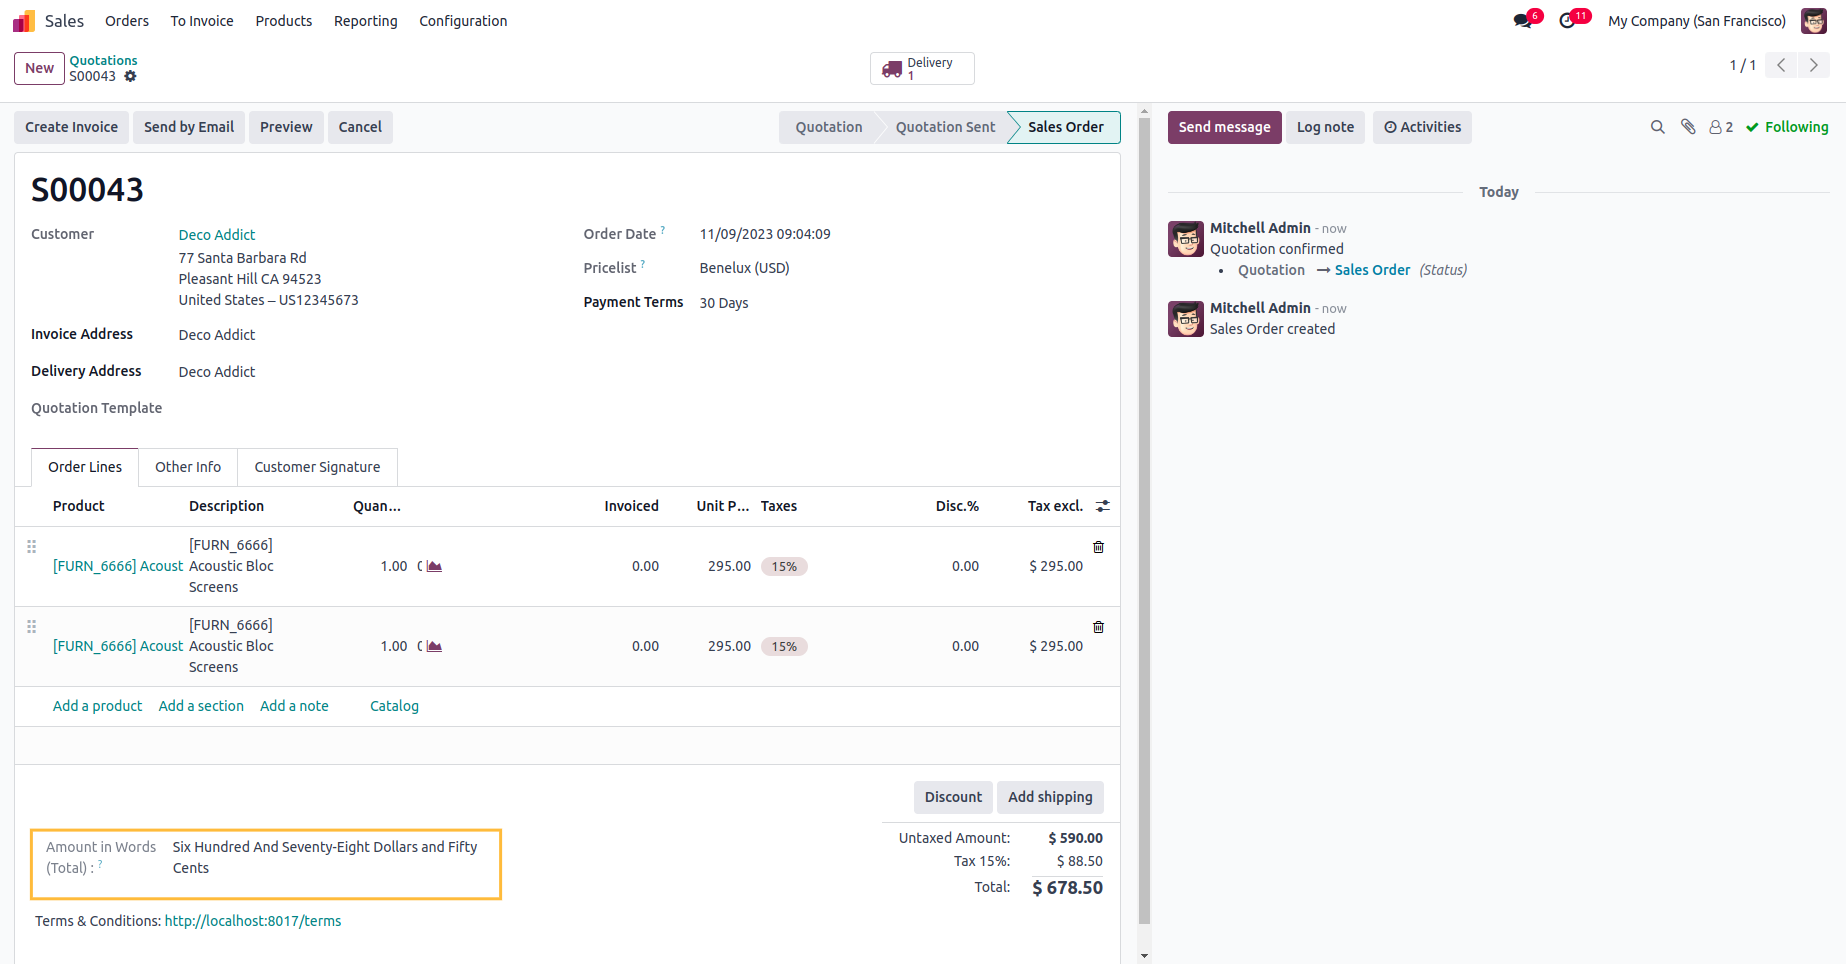 Sales Orders To Invoice Products Reporting Configuration 6 11 My Company (San Francisco)
New Quotations S00043 Delivery 1 1 / 1
Create Invoice Send by Email Preview Cancel Quotation Quotation Sent Sales Order Send message Log note Activities 2 Following
S00043
Customer Deco Addict
77 Santa Barbara Rd
Pleasant Hill CA 94523
United States – US12345673
Invoice Address Deco Addict
Delivery Address Deco Addict
Quotation Template
Order Date ? 11/09/2023 09:04:09
Pricelist ? Benelux (USD)
Payment Terms 30 Days
Order Lines Other Info Customer Signature
Product Description Quan... Invoiced Unit P... Taxes Disc.% Tax excl.
[FURN_6666] Acoust [FURN_6666] Acoustic Bloc Screens 1.00 0.00 295.00 15% 0.00 $ 295.00
[FURN_6666] Acoust [FURN_6666] Acoustic Bloc Screens 1.00 0.00 295.00 15% 0.00 $ 295.00
Add a product Add a section Add a note Catalog
Discount Add shipping
Amount in Words (Total) : ? Six Hundred And Seventy-Eight Dollars and Fifty Cents
Untaxed Amount: $ 590.00
Tax 15%: $ 88.50
Total: $ 678.50
Terms & Conditions: http://localhost:8017/terms
Today
Mitchell Admin - now
Quotation confirmed
• Quotation → Sales Order (Status)
Mitchell Admin - now
Sales Order created